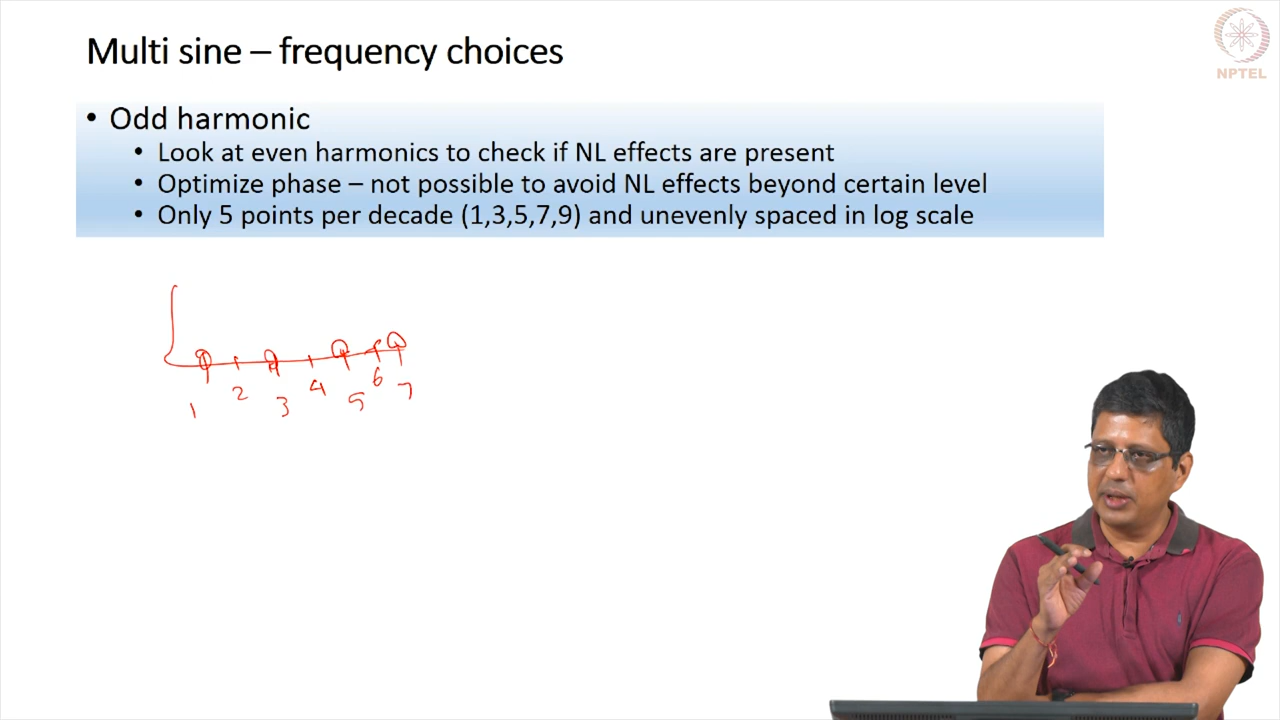 Multi sine – frequency choices
NPTEL
• Odd harmonic
• Look at even harmonics to check if NL effects are present
• Optimize phase – not possible to avoid NL effects beyond certain level
• Only 5 points per decade (1,3,5,7,9) and unevenly spaced in log scale
1 2 3 4 5 6 7